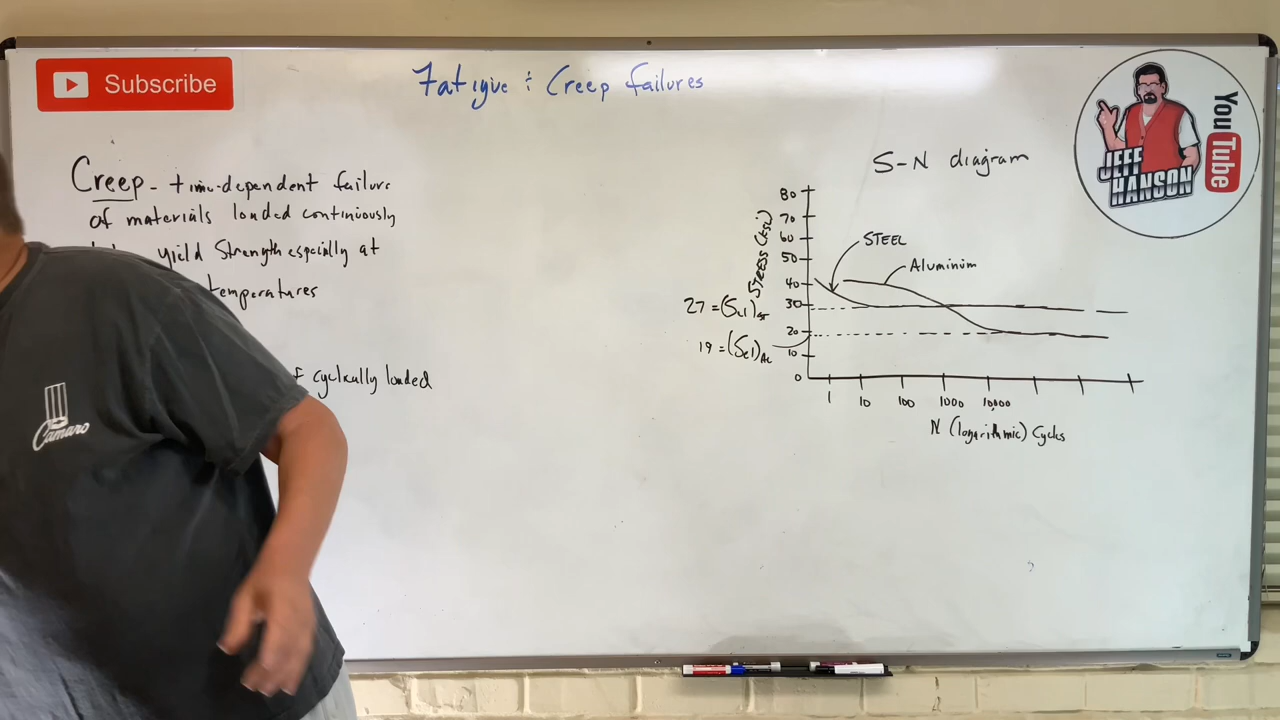 Subscribe
Fatigue & Creep failures
YouTube
JEFF
HANSON
Creep - time-dependent failure
of materials loaded continuously
yield strength especially at
temperatures
f cyclically loaded
Camaro
S-N diagram
STRESS (ksi)
80
70
60
50
40
30
20
10
0
STEEL
Aluminum
27 = (Sel)st
19 = (Sel)AL
1 10 100 1000 10,000
N (logarithmic) Cycles